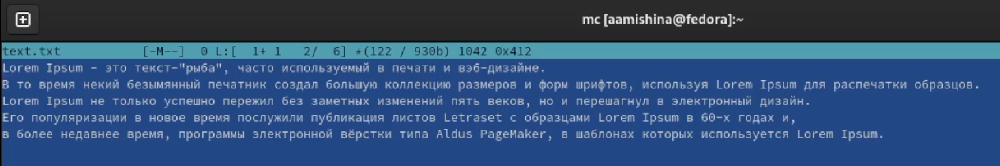 mc [aamishina@fedora]:~
text.txt [-M--] 0 L:[ 1+ 1 2/ 6] *(122 / 930b) 1042 0x412
Lorem Ipsum - это текст-"рыба", часто используемый в печати и вэб-дизайне.
В то время некий безымянный печатник создал большую коллекцию размеров и форм шрифтов, используя Lorem Ipsum для распечатки образцов.
Lorem Ipsum не только успешно пережил без заметных изменений пять веков, но и перешагнул в электронный дизайн.
Его популяризации в новое время послужили публикация листов Letraset с образцами Lorem Ipsum в 60-х годах и,
в более недавнее время, программы электронной вёрстки типа Aldus PageMaker, в шаблонах которых используется Lorem Ipsum.